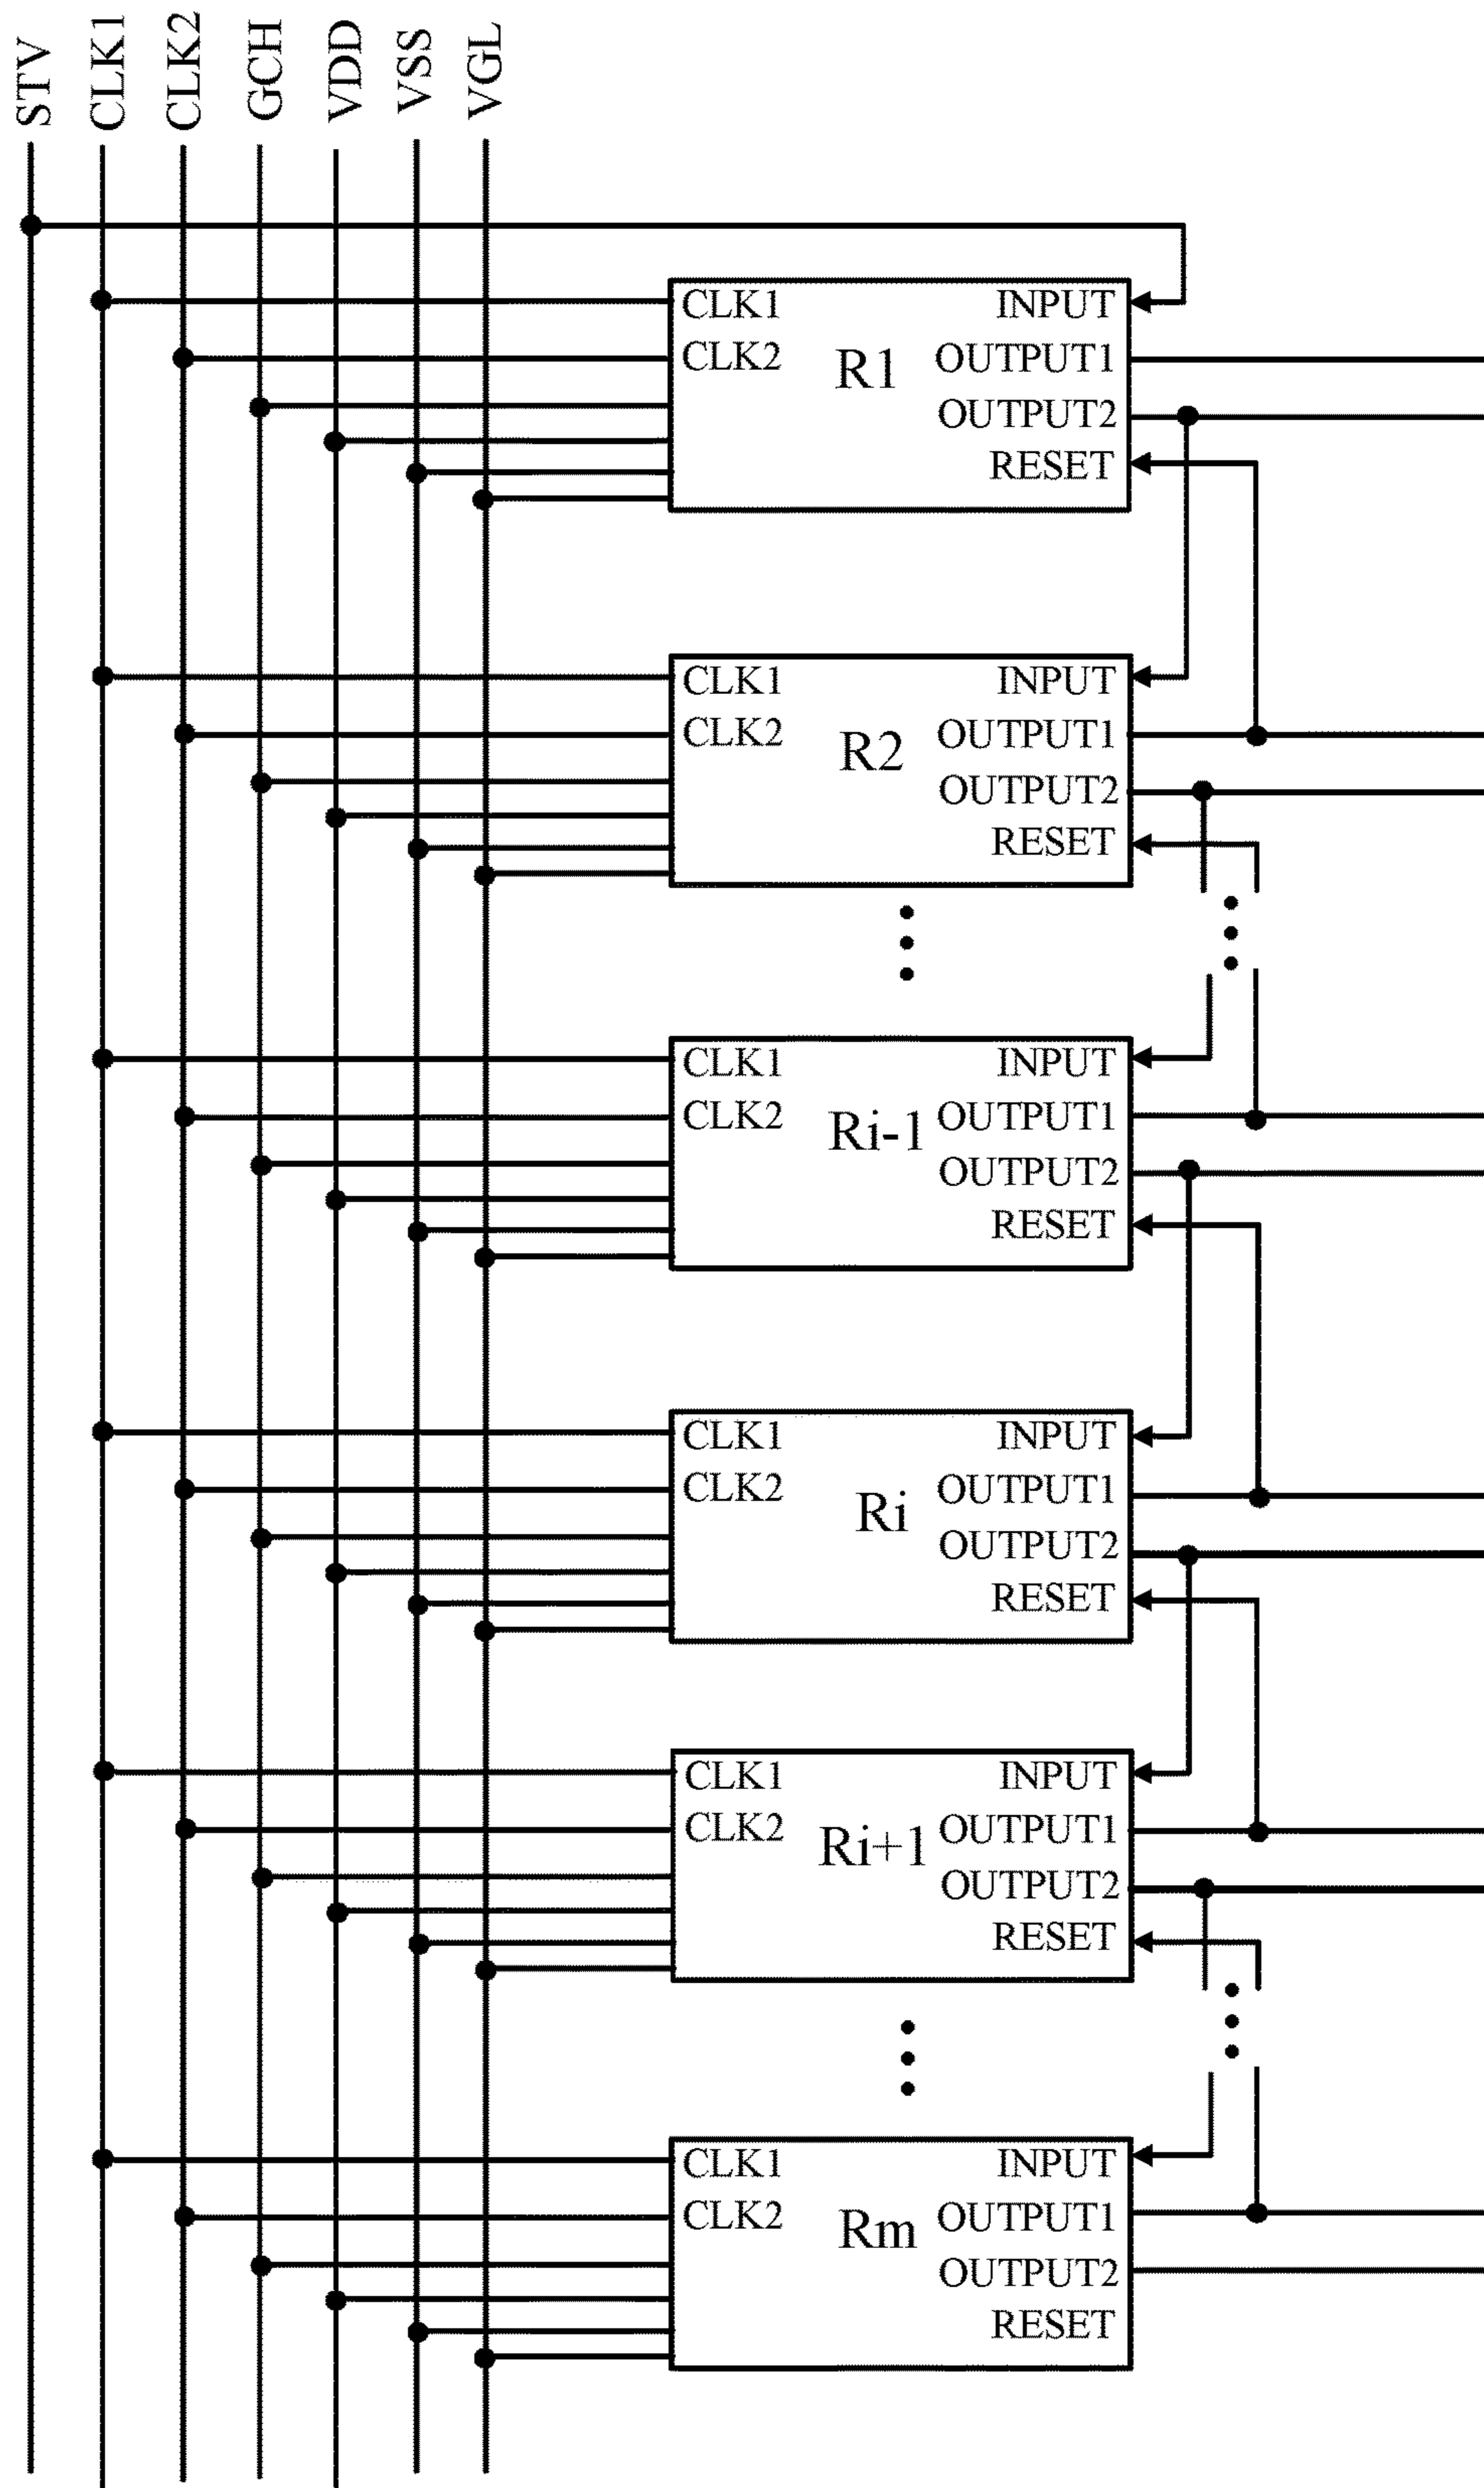 STV
CLK1
CLK2
GCH
VDD
VSS
VGL
CLK1 INPUT
CLK2 R1 OUTPUT1
OUTPUT2
RESET
CLK1 INPUT
CLK2 R2 OUTPUT1
OUTPUT2
RESET
CLK1 INPUT
CLK2 Ri-1 OUTPUT1
OUTPUT2
RESET
CLK1 INPUT
CLK2 Ri OUTPUT1
OUTPUT2
RESET
CLK1 INPUT
CLK2 Ri+1 OUTPUT1
OUTPUT2
RESET
CLK1 INPUT
CLK2 Rm OUTPUT1
OUTPUT2
RESET